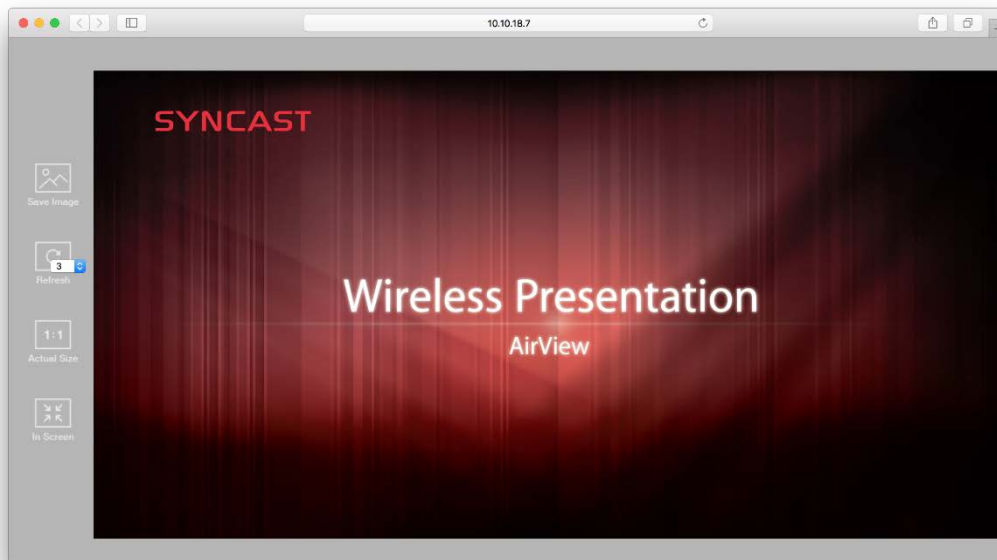 10.10.18.7
SYNCAST
Save Image
3
Refresh
1:1
Actual Size
In Screen
Wireless Presentation
AirView